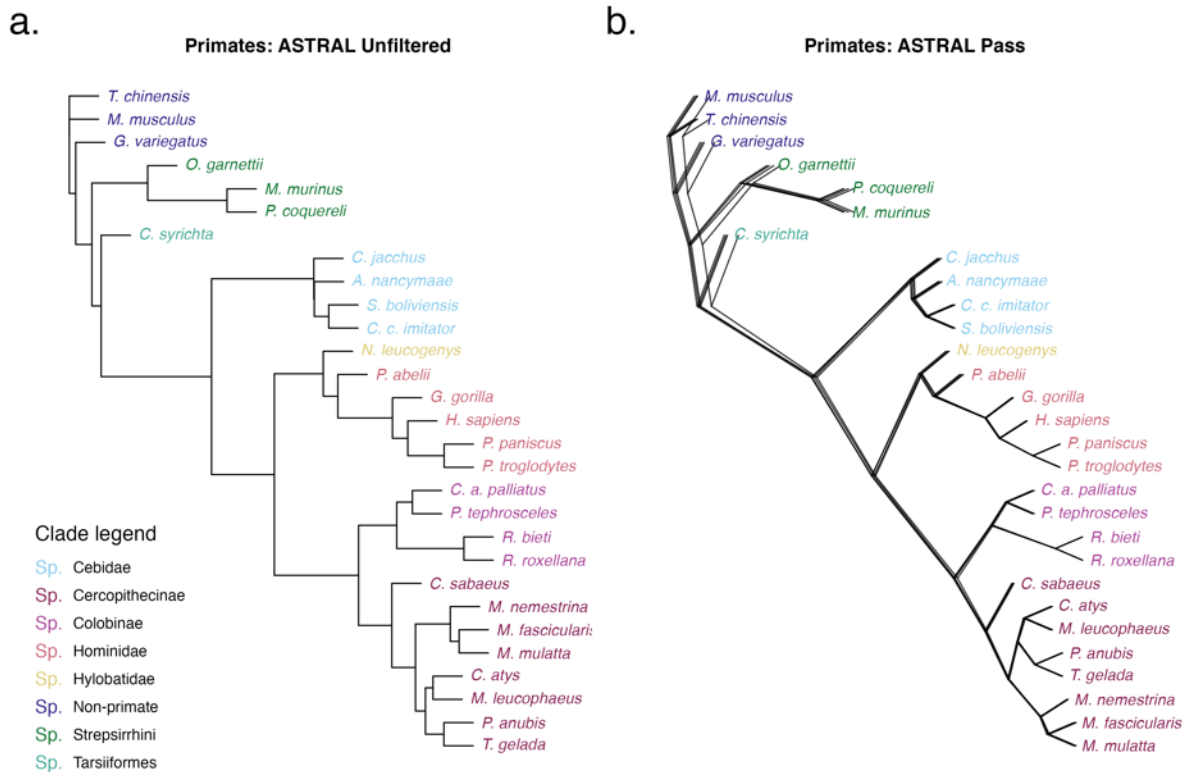 a.
Primates: ASTRAL Unfiltered
T. chinensis
M. musculus
G. variegatus
O. garnettii
M. murinus
P. coquereli
C. syrichta
C. jacchus
A. nancymaae
S. boliviensis
C. c. imitator
N. leucogenys
P. abelii
G. gorilla
H. sapiens
P. paniscus
P. troglodytes
C. a. palliatus
P. tephrosceles
R. bieti
R. roxellana
C. sabaeus
M. nemestrina
M. fascicularis
M. mulatta
C. atys
M. leucophaeus
P. anubis
T. gelada
Clade legend
Sp. Cebidae
Sp. Cercopithecinae
Sp. Colobinae
Sp. Hominidae
Sp. Hylobatidae
Sp. Non-primate
Sp. Strepsirrhini
Sp. Tarsiiformes
b.
Primates: ASTRAL Pass
M. musculus
T. chinensis
G. variegatus
O. garnettii
P. coquereli
M. murinus
C. syrichta
C. jacchus
A. nancymaae
C. c. imitator
S. boliviensis
N. leucogenys
P. abelii
G. gorilla
H. sapiens
P. paniscus
P. troglodytes
C. a. palliatus
P. tephrosceles
R. bieti
R. roxellana
C. sabaeus
C. atys
M. leucophaeus
P. anubis
T. gelada
M. nemestrina
M. fascicularis
M. mulatta